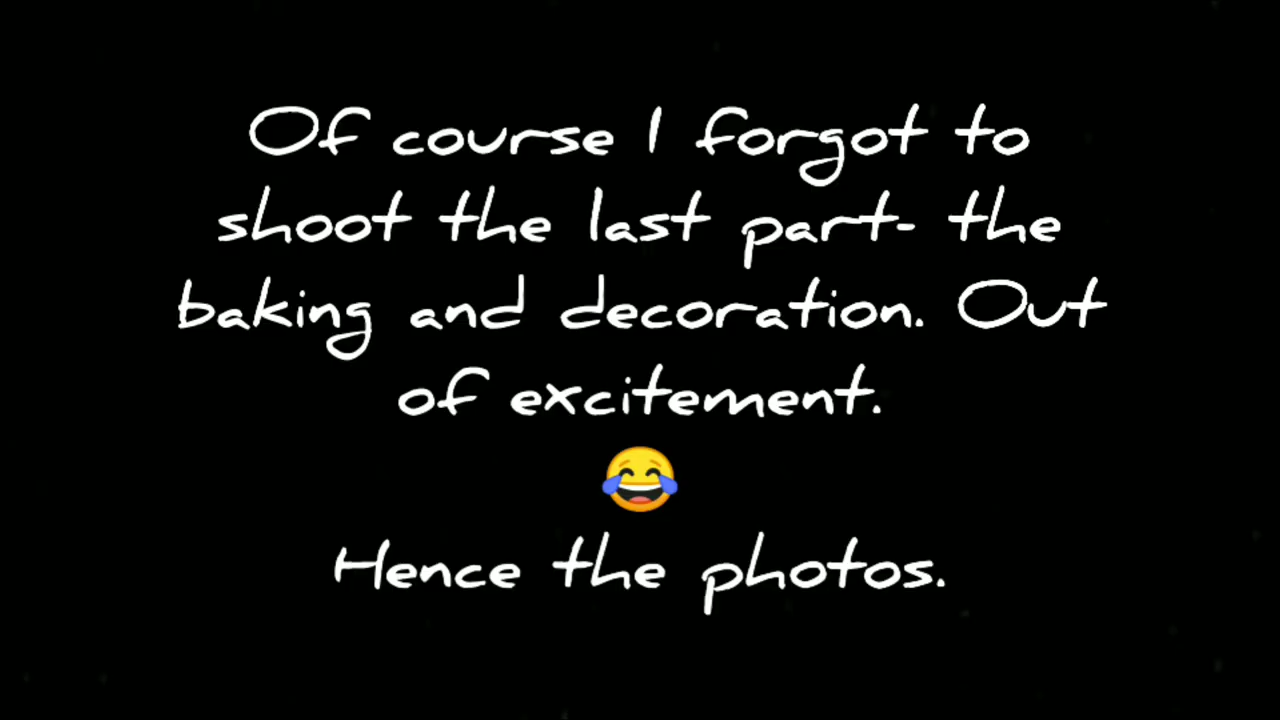 Of course I forgot to
shoot the last part- the
baking and decoration. Out
of excitement.
😂
Hence the photos.